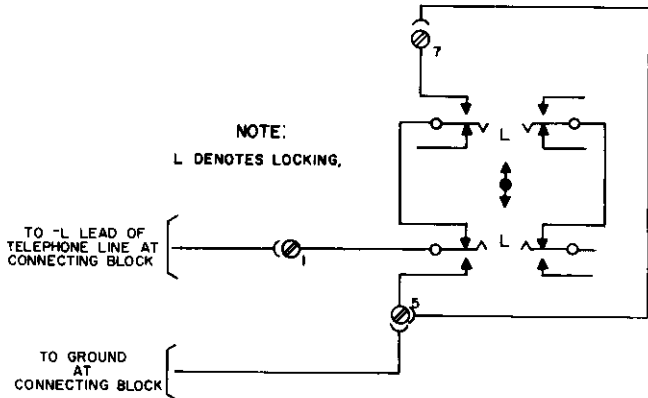 7
NOTE:
L DENOTES LOCKING,
L
L
TO -L LEAD OF
TELEPHONE LINE AT
CONNECTING BLOCK
1
5
TO GROUND
AT
CONNECTING BLOCK